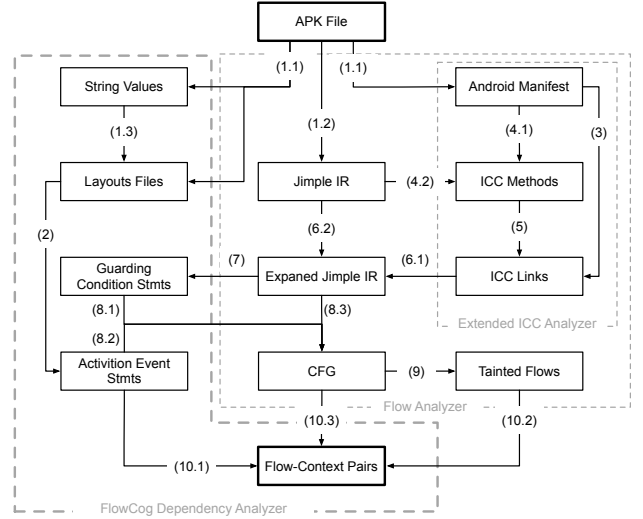 APK File
(1.1)
(1.1)
String Values
Android Manifest
(1.3)
(1.2)
(4.1)
(3)
Layouts Files
Jimple IR
(4.2)
ICC Methods
(2)
(6.2)
(5)
Guarding
Condition Stmts
(7)
Expaned Jimple IR
(6.1)
ICC Links
(8.1)
(8.3)
Extended ICC Analyzer
(8.2)
Activition Event
Stmts
CFG
(9)
Tainted Flows
Flow Analyzer
(10.3)
(10.2)
(10.1)
Flow-Context Pairs
FlowCog Dependency Analyzer